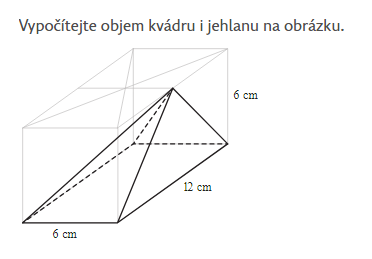 Vypočítejte objem kvádru i jehlanu na obrázku.
6 cm
12 cm
6 cm